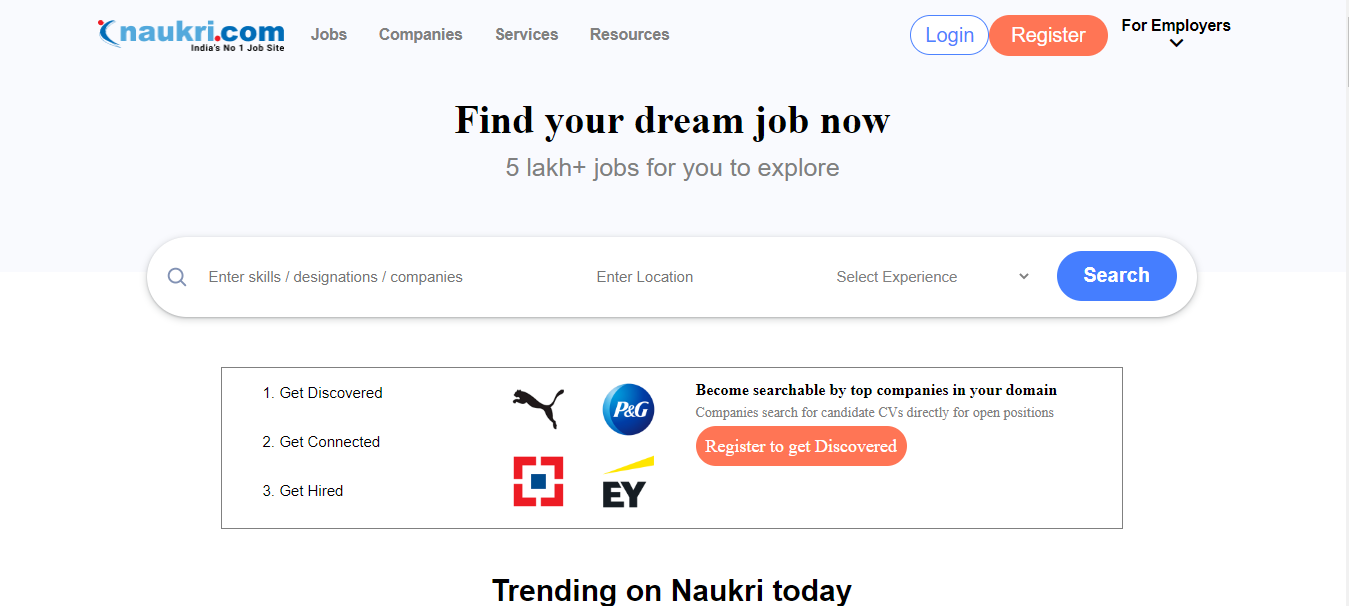 naukri.com
India's No 1 Job Site
Jobs
Companies
Services
Resources
Login
Register
For Employers
Find your dream job now
5 lakh+ jobs for you to explore
Enter skills / designations / companies
Enter Location
Select Experience
Search
1. Get Discovered
2. Get Connected
3. Get Hired
P&G
EY
Become searchable by top companies in your domain
Companies search for candidate CVs directly for open positions
Register to get Discovered
Trending on Naukri today